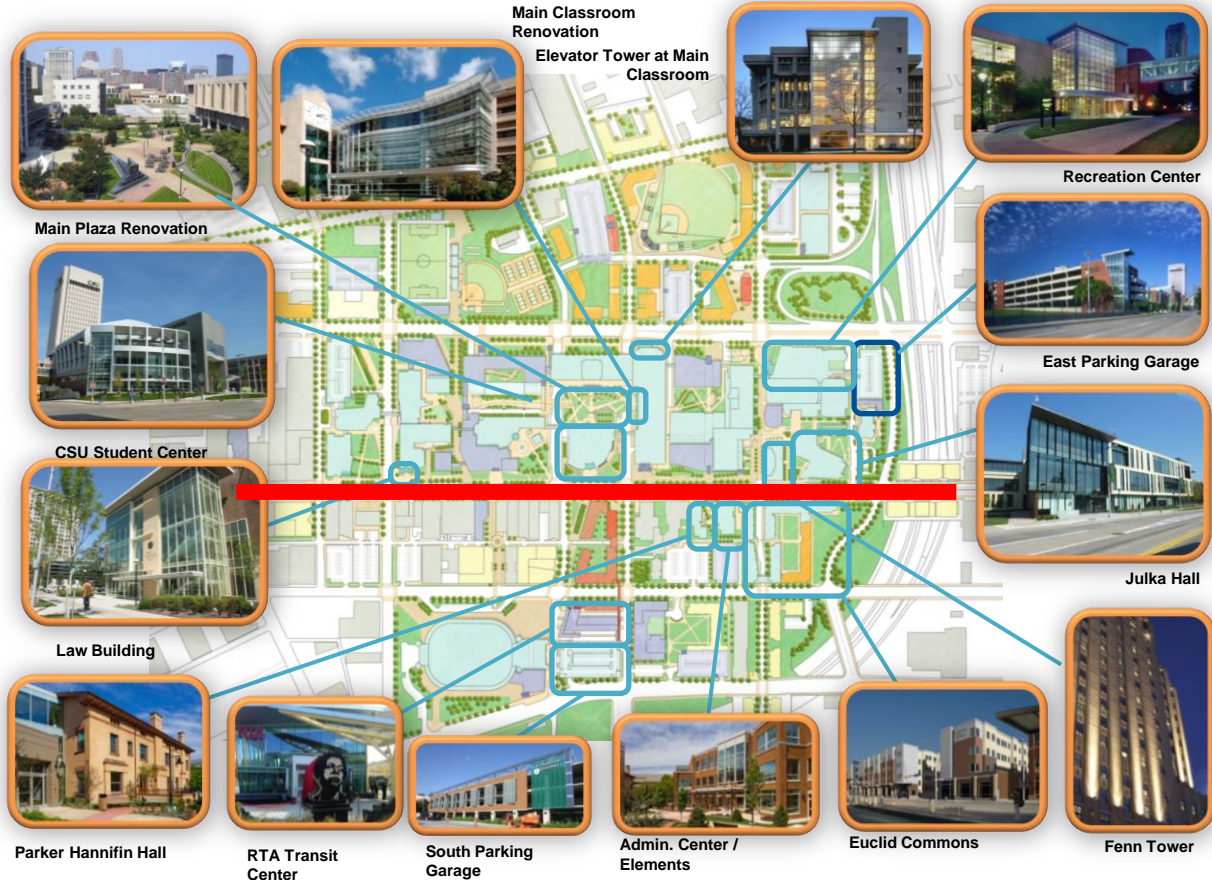 Main Classroom
Renovation
Elevator Tower at Main
Classroom
Recreation Center
Main Plaza Renovation
East Parking Garage
CSU Student Center
Julka Hall
Law Building
Parker Hannifin Hall
RTA Transit
Center
South Parking
Garage
Admin. Center /
Elements
Euclid Commons
Fenn Tower